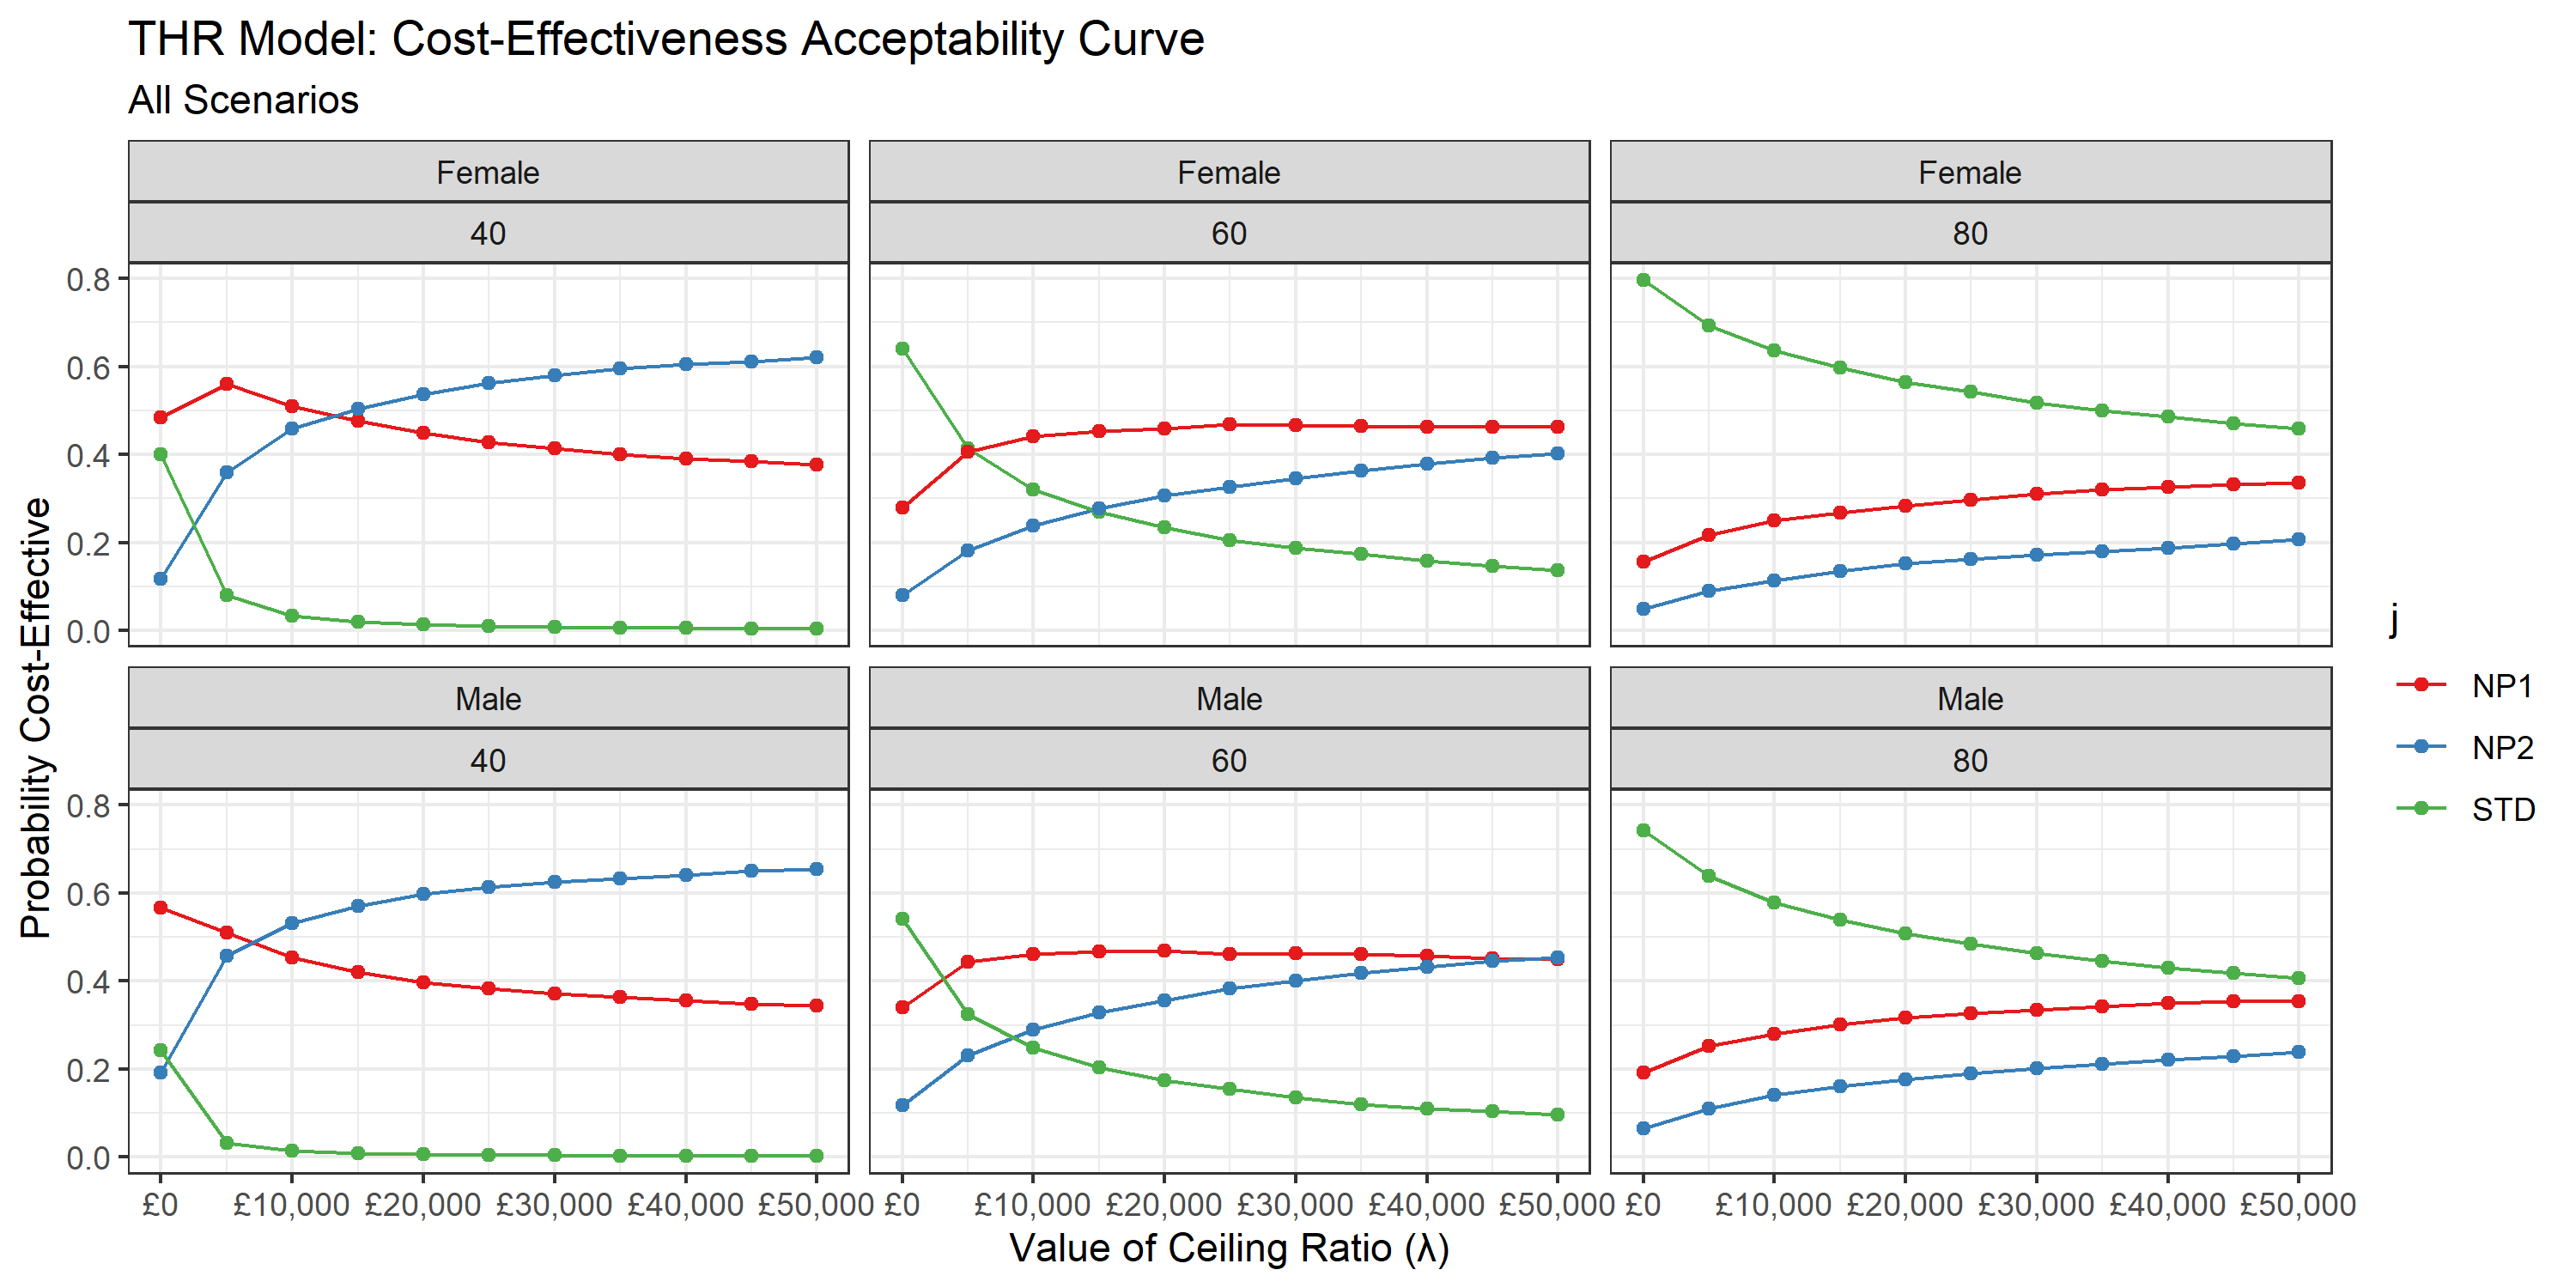 THR Model: Cost-Effectiveness Acceptability Curve
All Scenarios
Female
Female
Female
40
60
80
0.8
0.6
0.4
0.2
0.0
Male
Male
Male
40
60
80
0.8
0.6
0.4
0.2
0.0
£0 £10,000 £20,000 £30,000 £40,000 £50,000
£0 £10,000 £20,000 £30,000 £40,000 £50,000
£0 £10,000 £20,000 £30,000 £40,000 £50,000
Value of Ceiling Ratio (λ)
Probability Cost-Effective
j
NP1
NP2
STD